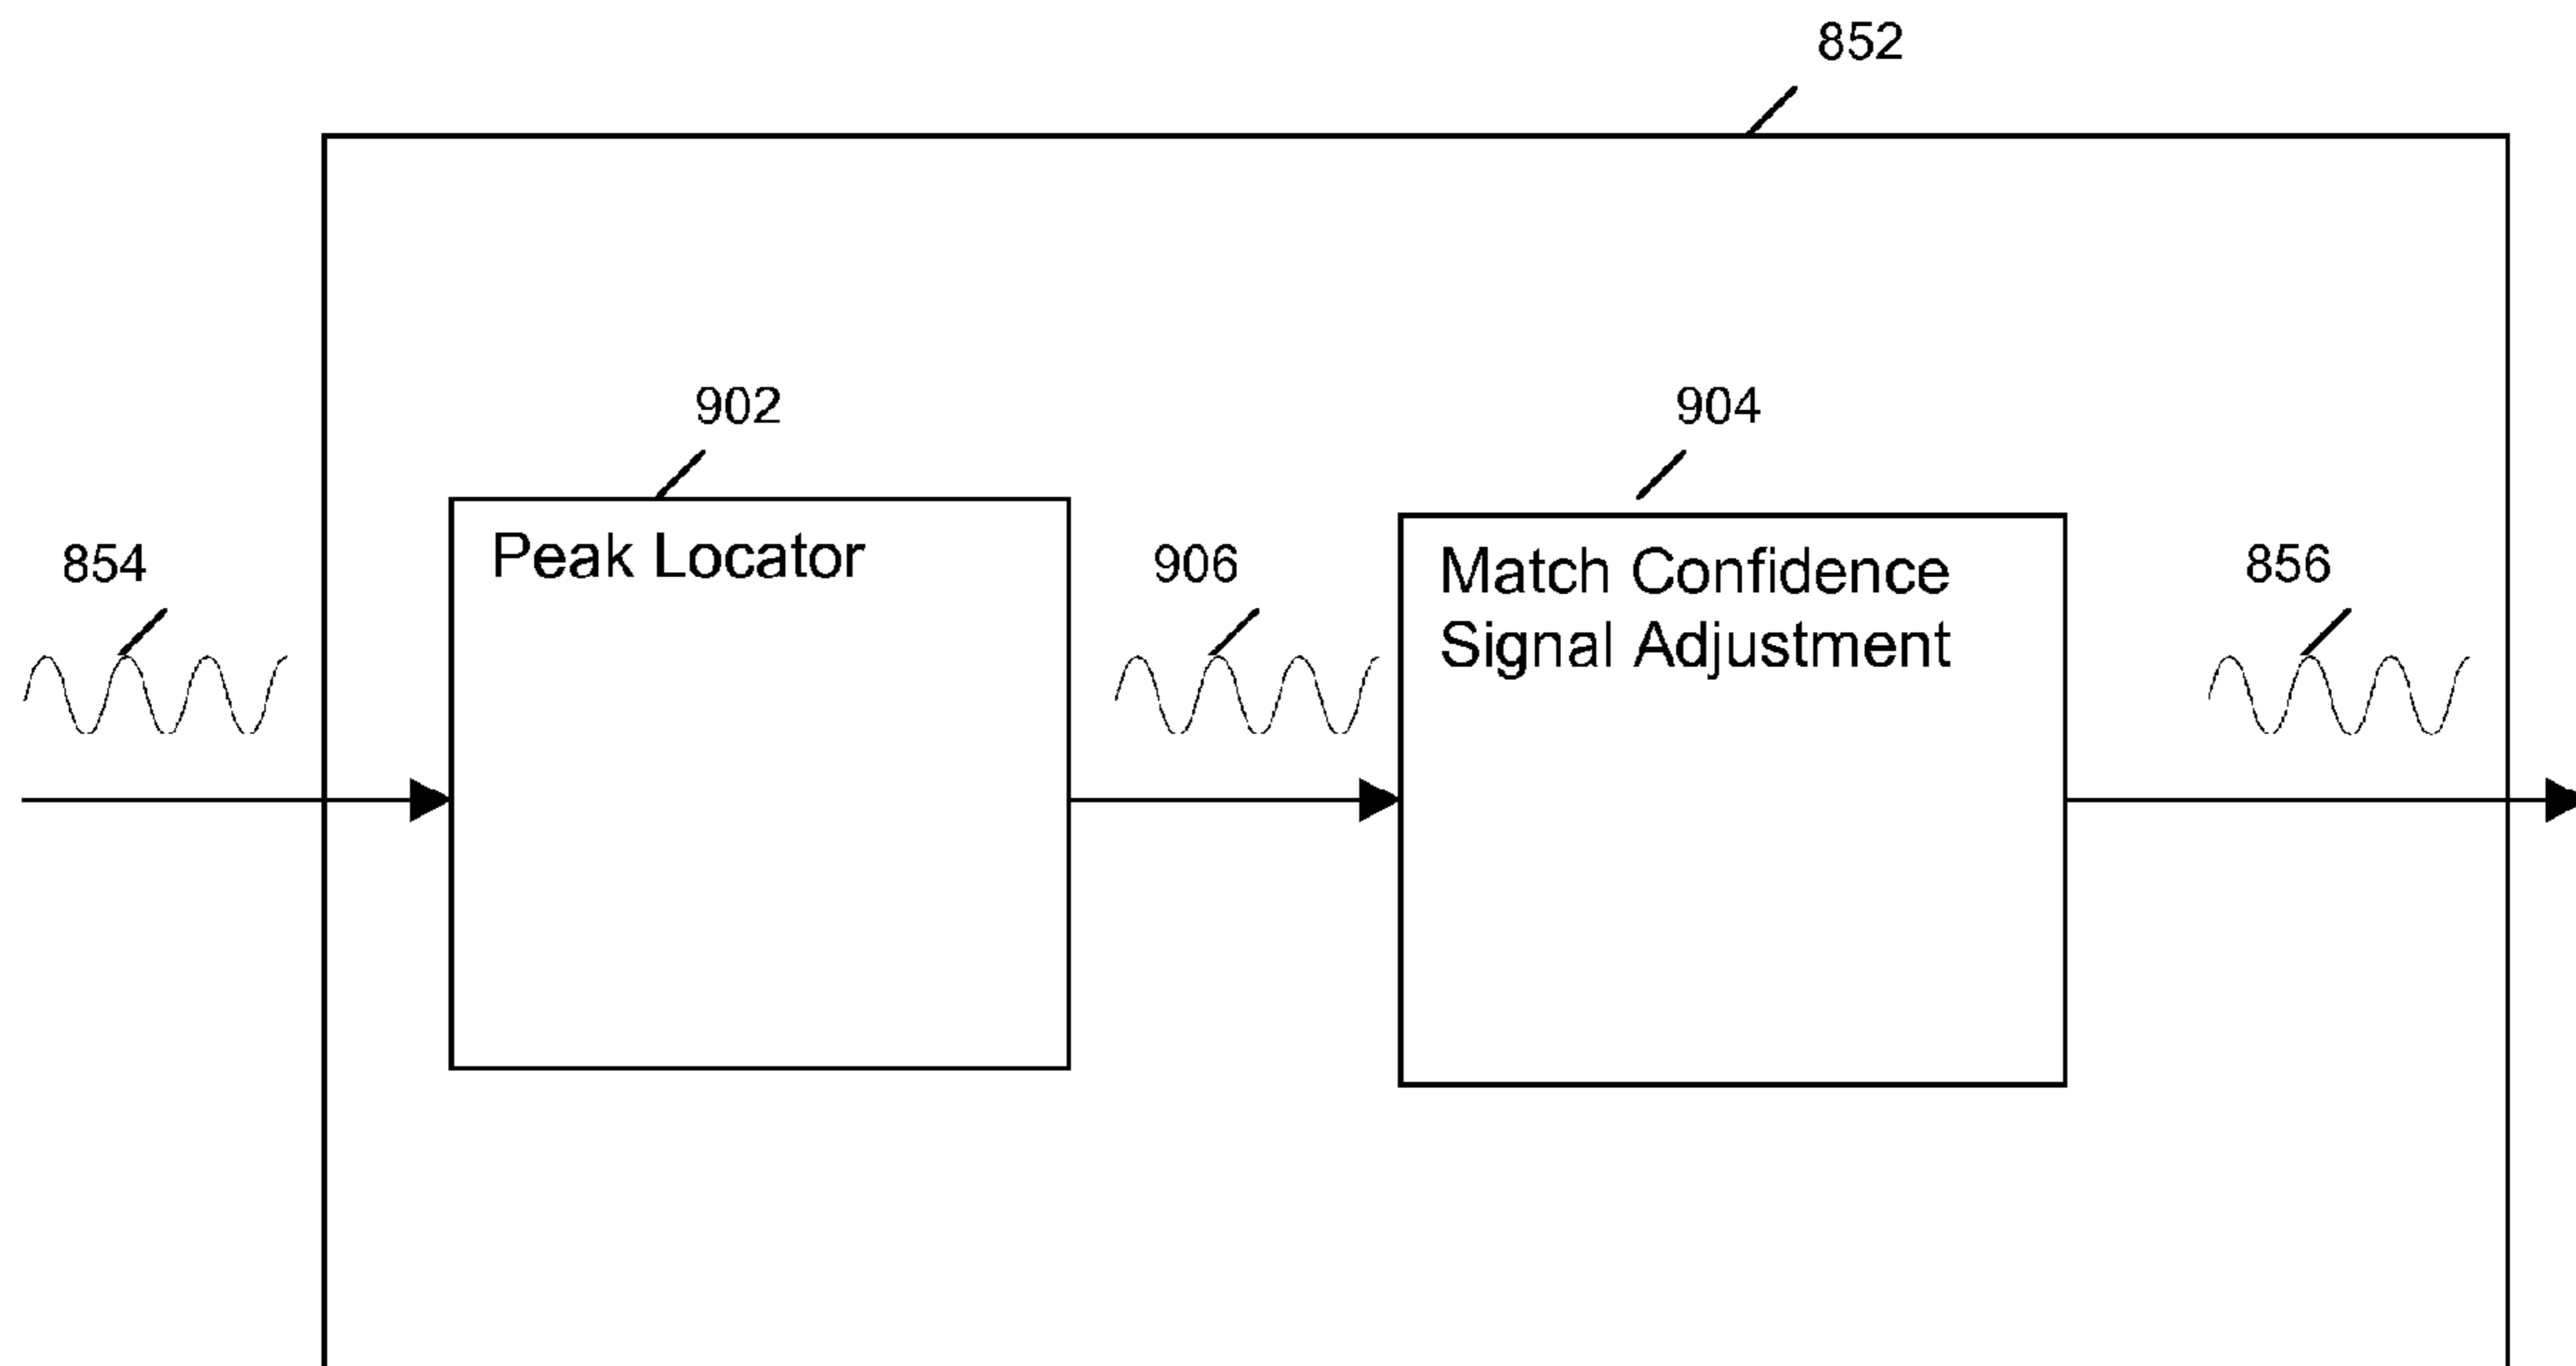 852
902
904
854
Peak Locator
906
Match Confidence
Signal Adjustment
856